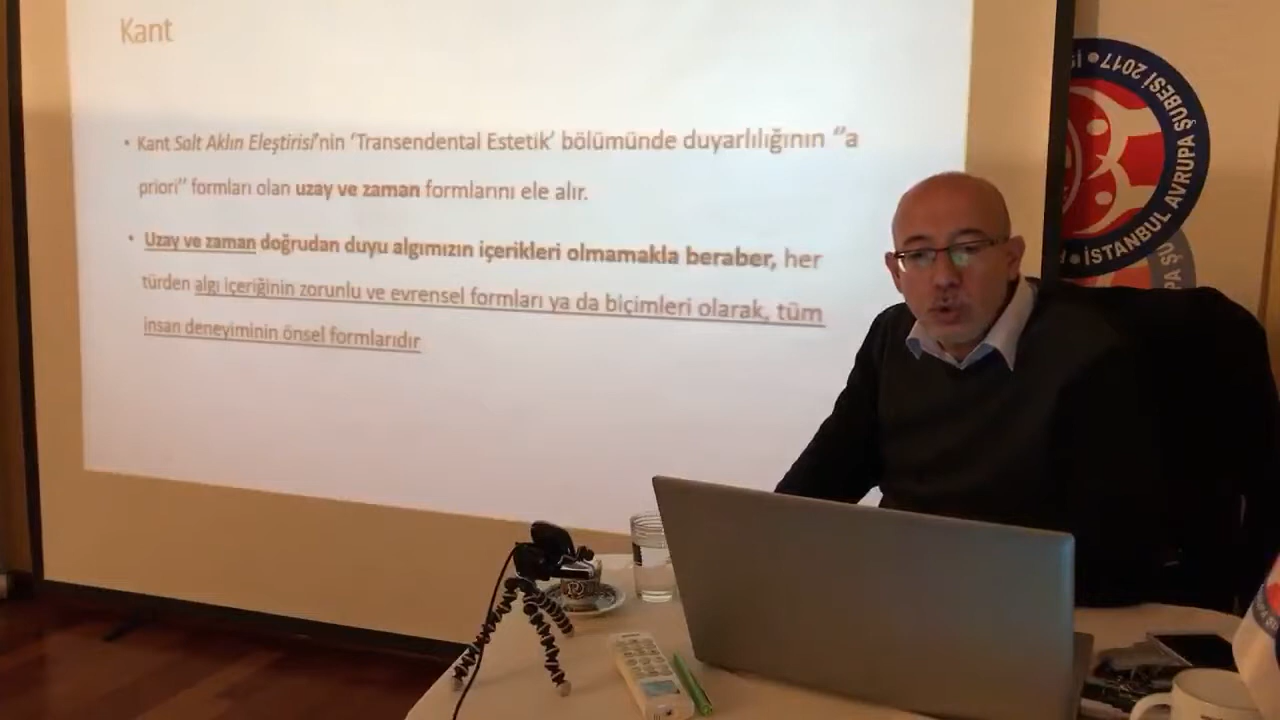 Kant
• Kant Salt Aklın Eleştirisi'nin 'Transendental Estetik' bölümünde duyarlılığının “a
priori” formları olan uzay ve zaman formlarını ele alır.
• Uzay ve zaman doğrudan duyu algımızın içerikleri olmamakla beraber, her
türden algı içeriğinin zorunlu ve evrensel formları ya da biçimleri olarak, tüm
insan deneyiminin önsel formlarıdır
• İSTANBUL AVRUPA ŞUBESİ 2017 •